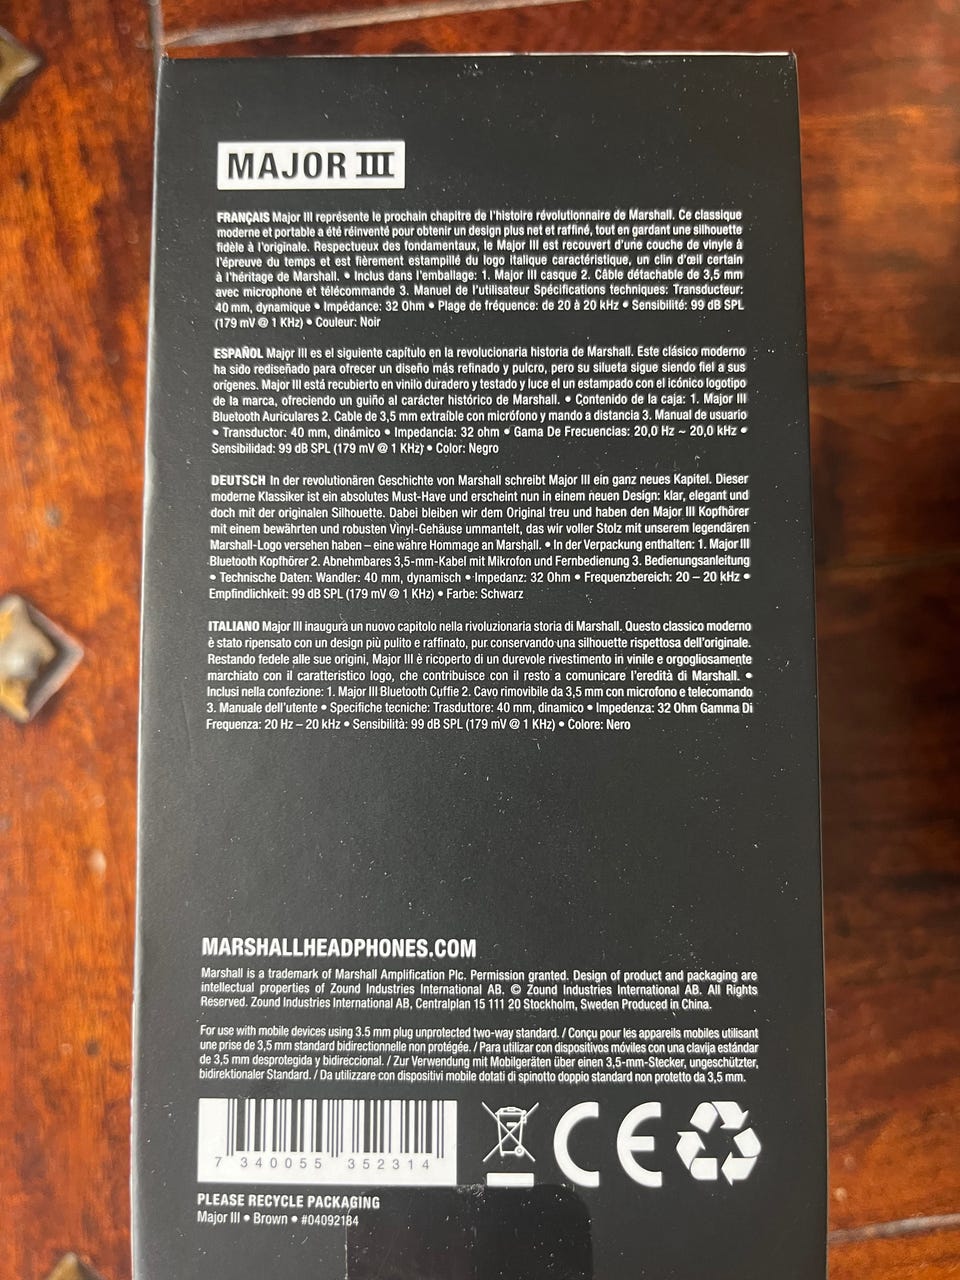 MAJOR III
FRANÇAIS Major III représente le prochain chapitre de l'histoire révolutionnaire de Marshall. Ce classique
moderne et portable a été réinventé pour obtenir un design plus net et raffiné, tout en gardant une silhouette
fidèle à l'originale. Respectueux des fondamentaux, le Major III est recouvert d'une couche de vinyle à
l'épreuve du temps et est fièrement estampillé du logo italique caractéristique, un clin d'œil certain
à l'héritage de Marshall. • Inclus dans l'emballage: 1. Major III casque 2. Câble détachable de 3,5 mm
avec microphone et télécommande 3. Manuel de l'utilisateur Spécifications techniques: Transducteur:
40 mm, dynamique • Impédance: 32 Ohm • Plage de fréquence: de 20 à 20 kHz • Sensibilité: 99 dB SPL
(179 mV @ 1 KHz) • Couleur: Noir
ESPAÑOL Major III es el siguiente capítulo en la revolucionaria historia de Marshall. Este clásico moderno
ha sido rediseñado para ofrecer un diseño más refinado y pulcro, pero su silueta sigue siendo fiel a sus
orígenes. Major III está recubierto en vinilo duradero y testado y luce el un estampado con el icónico logotipo
de la marca, ofreciendo un guiño al carácter histórico de Marshall. • Contenido de la caja: 1. Major III
Bluetooth Auriculares 2. Cable de 3,5 mm extraíble con micrófono y mando a distancia 3. Manual de usuario
• Transductor: 40 mm, dinámico • Impedancia: 32 ohm • Gama De Frecuencias: 20,0 Hz ~ 20,0 kHz •
Sensibilidad: 99 dB SPL (179 mV @ 1 KHz) • Color: Negro
DEUTSCH In der revolutionären Geschichte von Marshall schreibt Major III ein ganz neues Kapitel. Dieser
moderne Klassiker ist ein absolutes Must-Have und erscheint nun in einem neuen Design: klar, elegant und
doch mit der originalen Silhouette. Dabei bleiben wir dem Original treu und haben den Major III Kopfhörer
mit einem bewährten und robusten Vinyl-Gehäuse ummantelt, das wir voller Stolz mit unserem legendären
Marshall-Logo versehen haben – eine wahre Hommage an Marshall. • In der Verpackung enthalten: 1. Major III
Bluetooth Kopfhörer 2. Abnehmbares 3,5-mm-Kabel mit Mikrofon und Fernbedienung 3. Bedienungsanleitung
• Technische Daten: Wandler: 40 mm, dynamisch • Impedanz: 32 Ohm • Frequenzbereich: 20 – 20 kHz •
Empfindlichkeit: 99 dB SPL (179 mV @ 1 KHz) • Farbe: Schwarz
ITALIANO Major III inaugura un nuovo capitolo nella rivoluzionaria storia di Marshall. Questo classico moderno
è stato ripensato con un design più pulito e raffinato, pur conservando una silhouette rispettosa dell'originale.
Restando fedele alle sue origini, Major III è ricoperto di un durevole rivestimento in vinile e orgogliosamente
marchiato con il caratteristico logo, che contribuisce con il resto a comunicare l'eredità di Marshall. •
Inclusi nella confezione: 1. Major III Bluetooth Cuffie 2. Cavo rimovibile da 3,5 mm con microfono e telecomando
3. Manuale dell'utente • Specifiche tecniche: Trasduttore: 40 mm, dinamico • Impedenza: 32 Ohm Gamma Di
Frequenza: 20 Hz – 20 kHz • Sensibilità: 99 dB SPL (179 mV @ 1 KHz) • Colore: Nero
MARSHALLHEADPHONES.COM
Marshall is a trademark of Marshall Amplification Plc. Permission granted. Design of product and packaging are
intellectual properties of Zound Industries International AB. © Zound Industries International AB. All Rights
Reserved. Zound Industries International AB, Centralplan 15 111 20 Stockholm, Sweden Produced in China.
For use with mobile devices using 3.5 mm plug unprotected two-way standard. / Conçu pour les appareils mobiles utilisant
une prise de 3,5 mm standard bidirectionnelle non protégée. / Para utilizar con dispositivos móviles con una clavija estándar
de 3,5 mm desprotegida y bidireccional. / Zur Verwendung mit Mobilgeräten über einen 3,5-mm-Stecker, ungeschützter,
bidirektionaler Standard. / Da utilizzare con dispositivi mobile dotati di spinotto doppio standard non protetto da 3,5 mm.
7 340055 352314
CE
PLEASE RECYCLE PACKAGING
Major III • Brown • #04092184